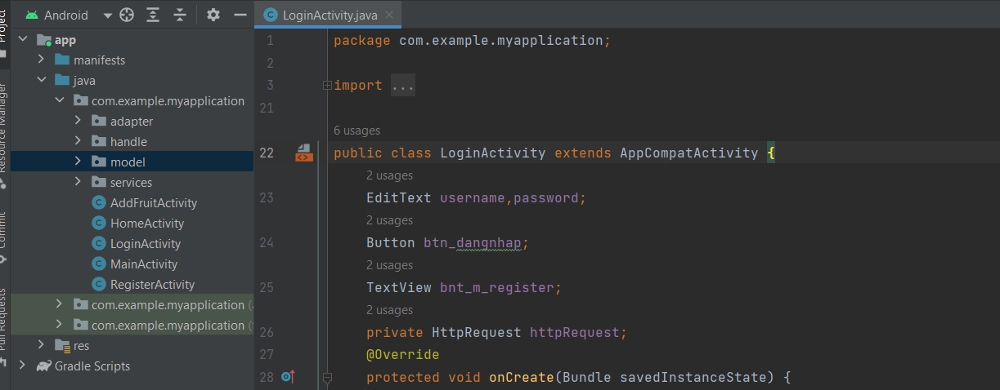 Android
LoginActivity.java
Project
Resource Manager
Commit
Pull Requests
app
manifests
java
com.example.myapplication
adapter
handle
model
services
AddFruitActivity
HomeActivity
LoginActivity
MainActivity
RegisterActivity
com.example.myapplication
com.example.myapplication
res
Gradle Scripts
1 package com.example.myapplication;
2
3 import ...
21
6 usages
22 public class LoginActivity extends AppCompatActivity {
2 usages
23 EditText username,password;
2 usages
24 Button btn_dangnhap;
2 usages
25 TextView bnt_m_register;
2 usages
26 private HttpRequest httpRequest;
27 @Override
28 protected void onCreate(Bundle savedInstanceState) {